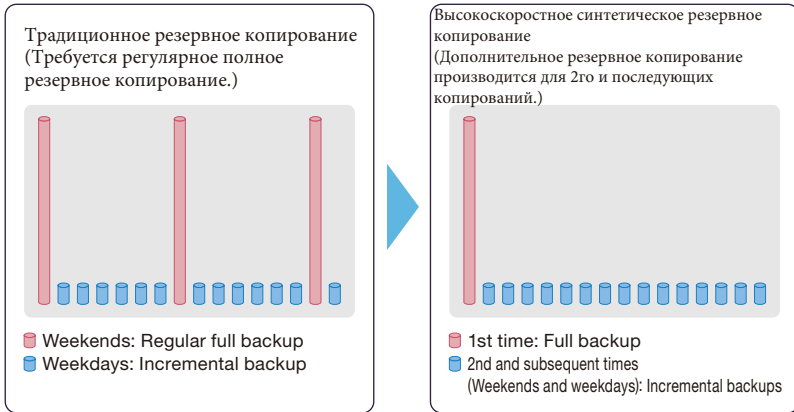 Традиционное резервное копирование
(Требуется регулярное полное
резервное копирование.)
Weekends: Regular full backup
Weekdays: Incremental backup
Высокоскоростное синтетическое резервное
копирование
(Дополнительное резервное копирование
производится для 2го и последующих
копирований.)
1st time: Full backup
2nd and subsequent times
(Weekends and weekdays): Incremental backups